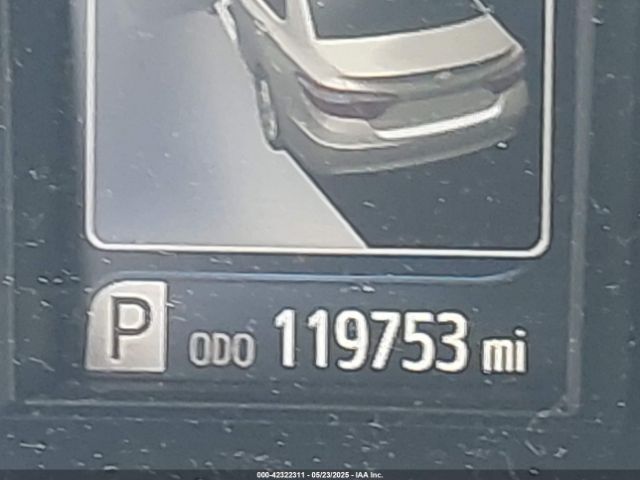 P ODO 119753 mi
000-42322311 - 05/23/2025 - IAA Inc.